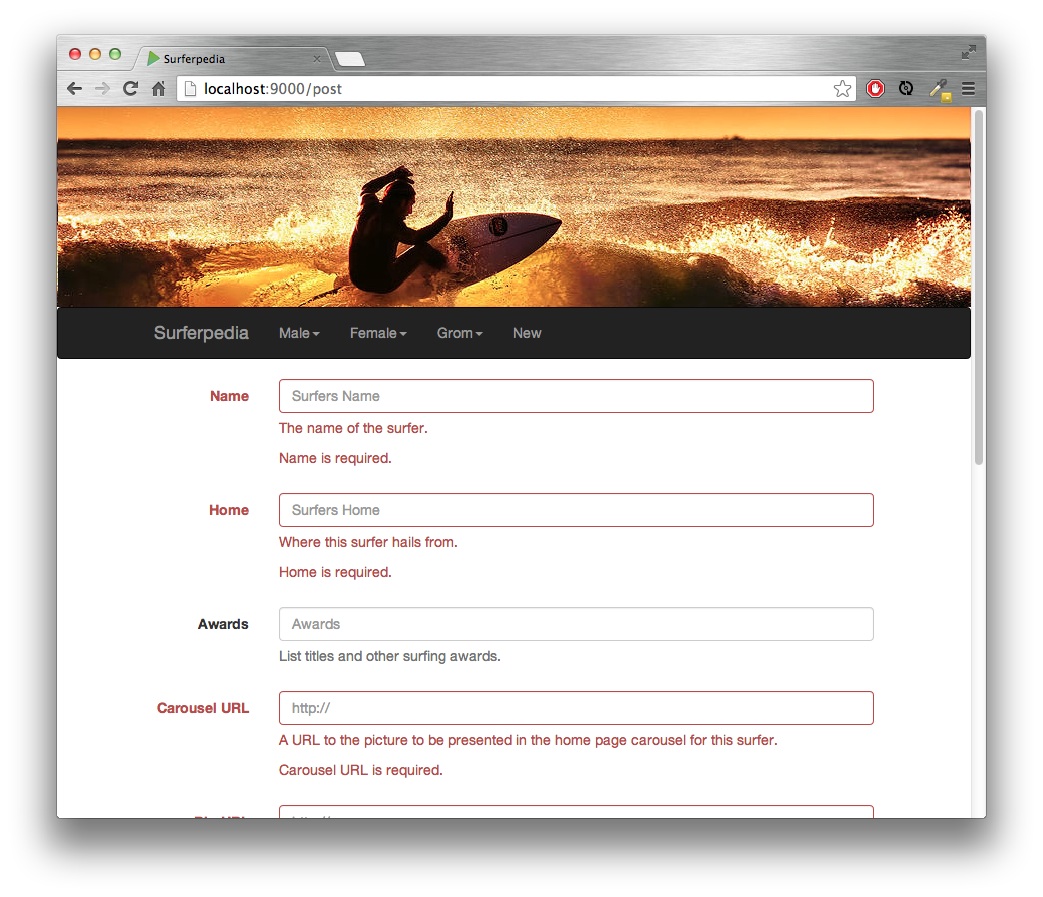 Surferpedia
localhost:9000/post
Surferpedia Male Female Grom New
Name Surfers Name
The name of the surfer.
Name is required.
Home Surfers Home
Where this surfer hails from.
Home is required.
Awards Awards
List titles and other surfing awards.
Carousel URL http://
A URL to the picture to be presented in the home page carousel for this surfer.
Carousel URL is required.